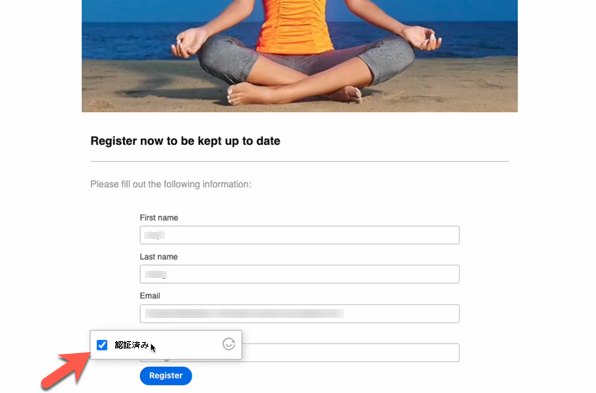 Register now to be kept up to date
Please fill out the following information:
First name
Last name
Email
認証済み
Register